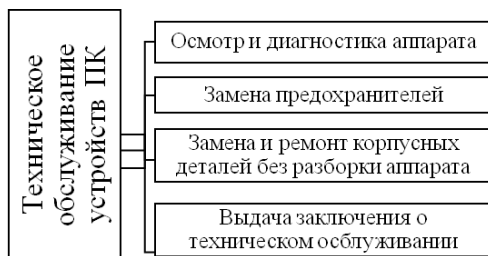 Техническое
обслуживание
устройств ПК
Осмотр и диагностика аппарата
Замена предохранителей
Замена и ремонт корпусных
деталей без разборки аппарата
Выдача заключения о
техническом осблуживании